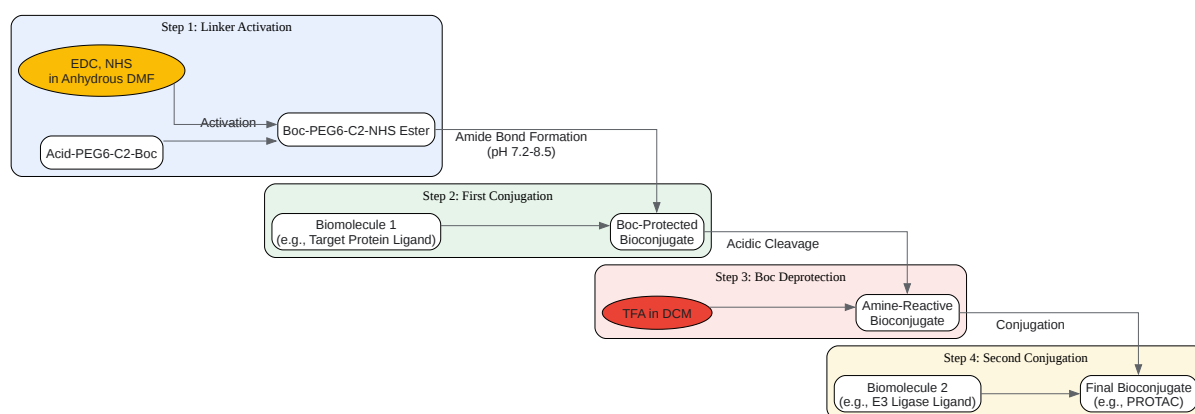 Step 1: Linker Activation
EDC, NHS
in Anhydrous DMF
Activation
Boc-PEG6-C2-NHS Ester
Acid-PEG6-C2-Boc
Amide Bond Formation
(pH 7.2-8.5)
Step 2: First Conjugation
Biomolecule 1
(e.g., Target Protein Ligand)
Boc-Protected
Bioconjugate
Acidic Cleavage
Step 3: Boc Deprotection
TFA in DCM
Amine-Reactive
Bioconjugate
Conjugation
Step 4: Second Conjugation
Biomolecule 2
(e.g., E3 Ligase Ligand)
Final Bioconjugate
(e.g., PROTAC)